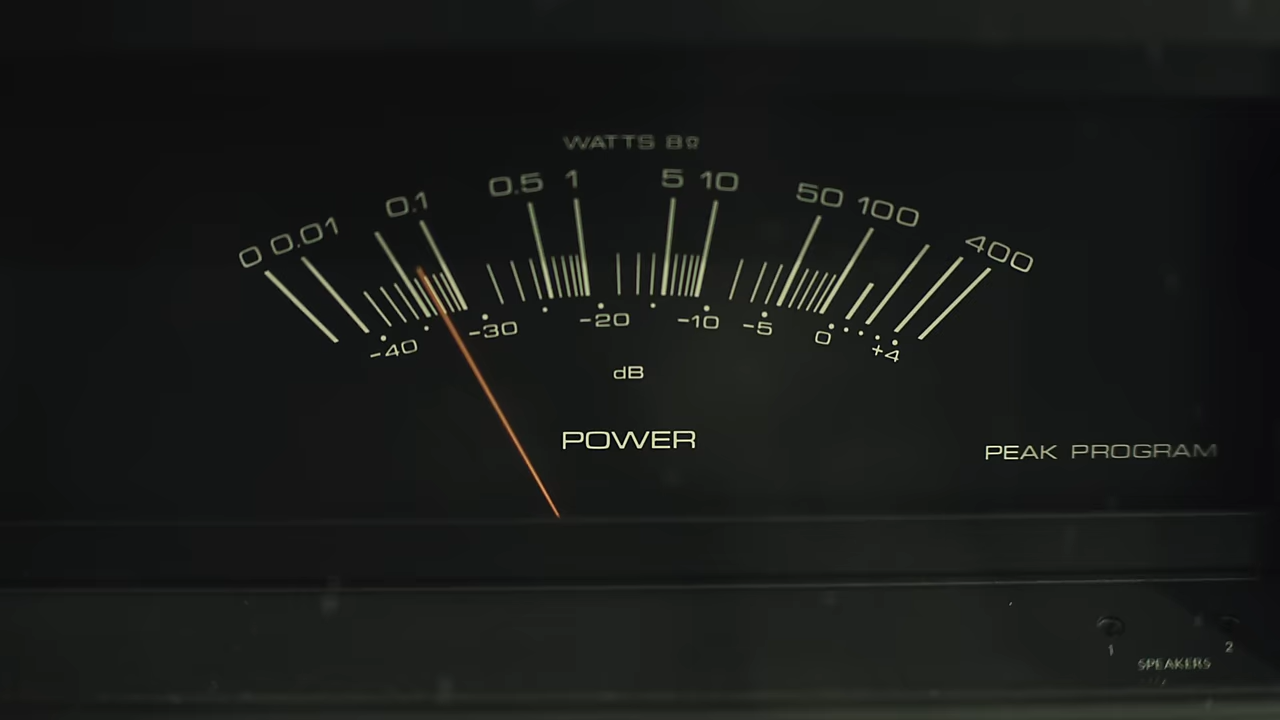 WATTS 8Ω
0 0.01 0.1 0.5 1 5 10 50 100 400
-40 -30 -20 -10 -5 0 +4
dB
POWER
PEAK PROGRAM
1 2
SPEAKERS